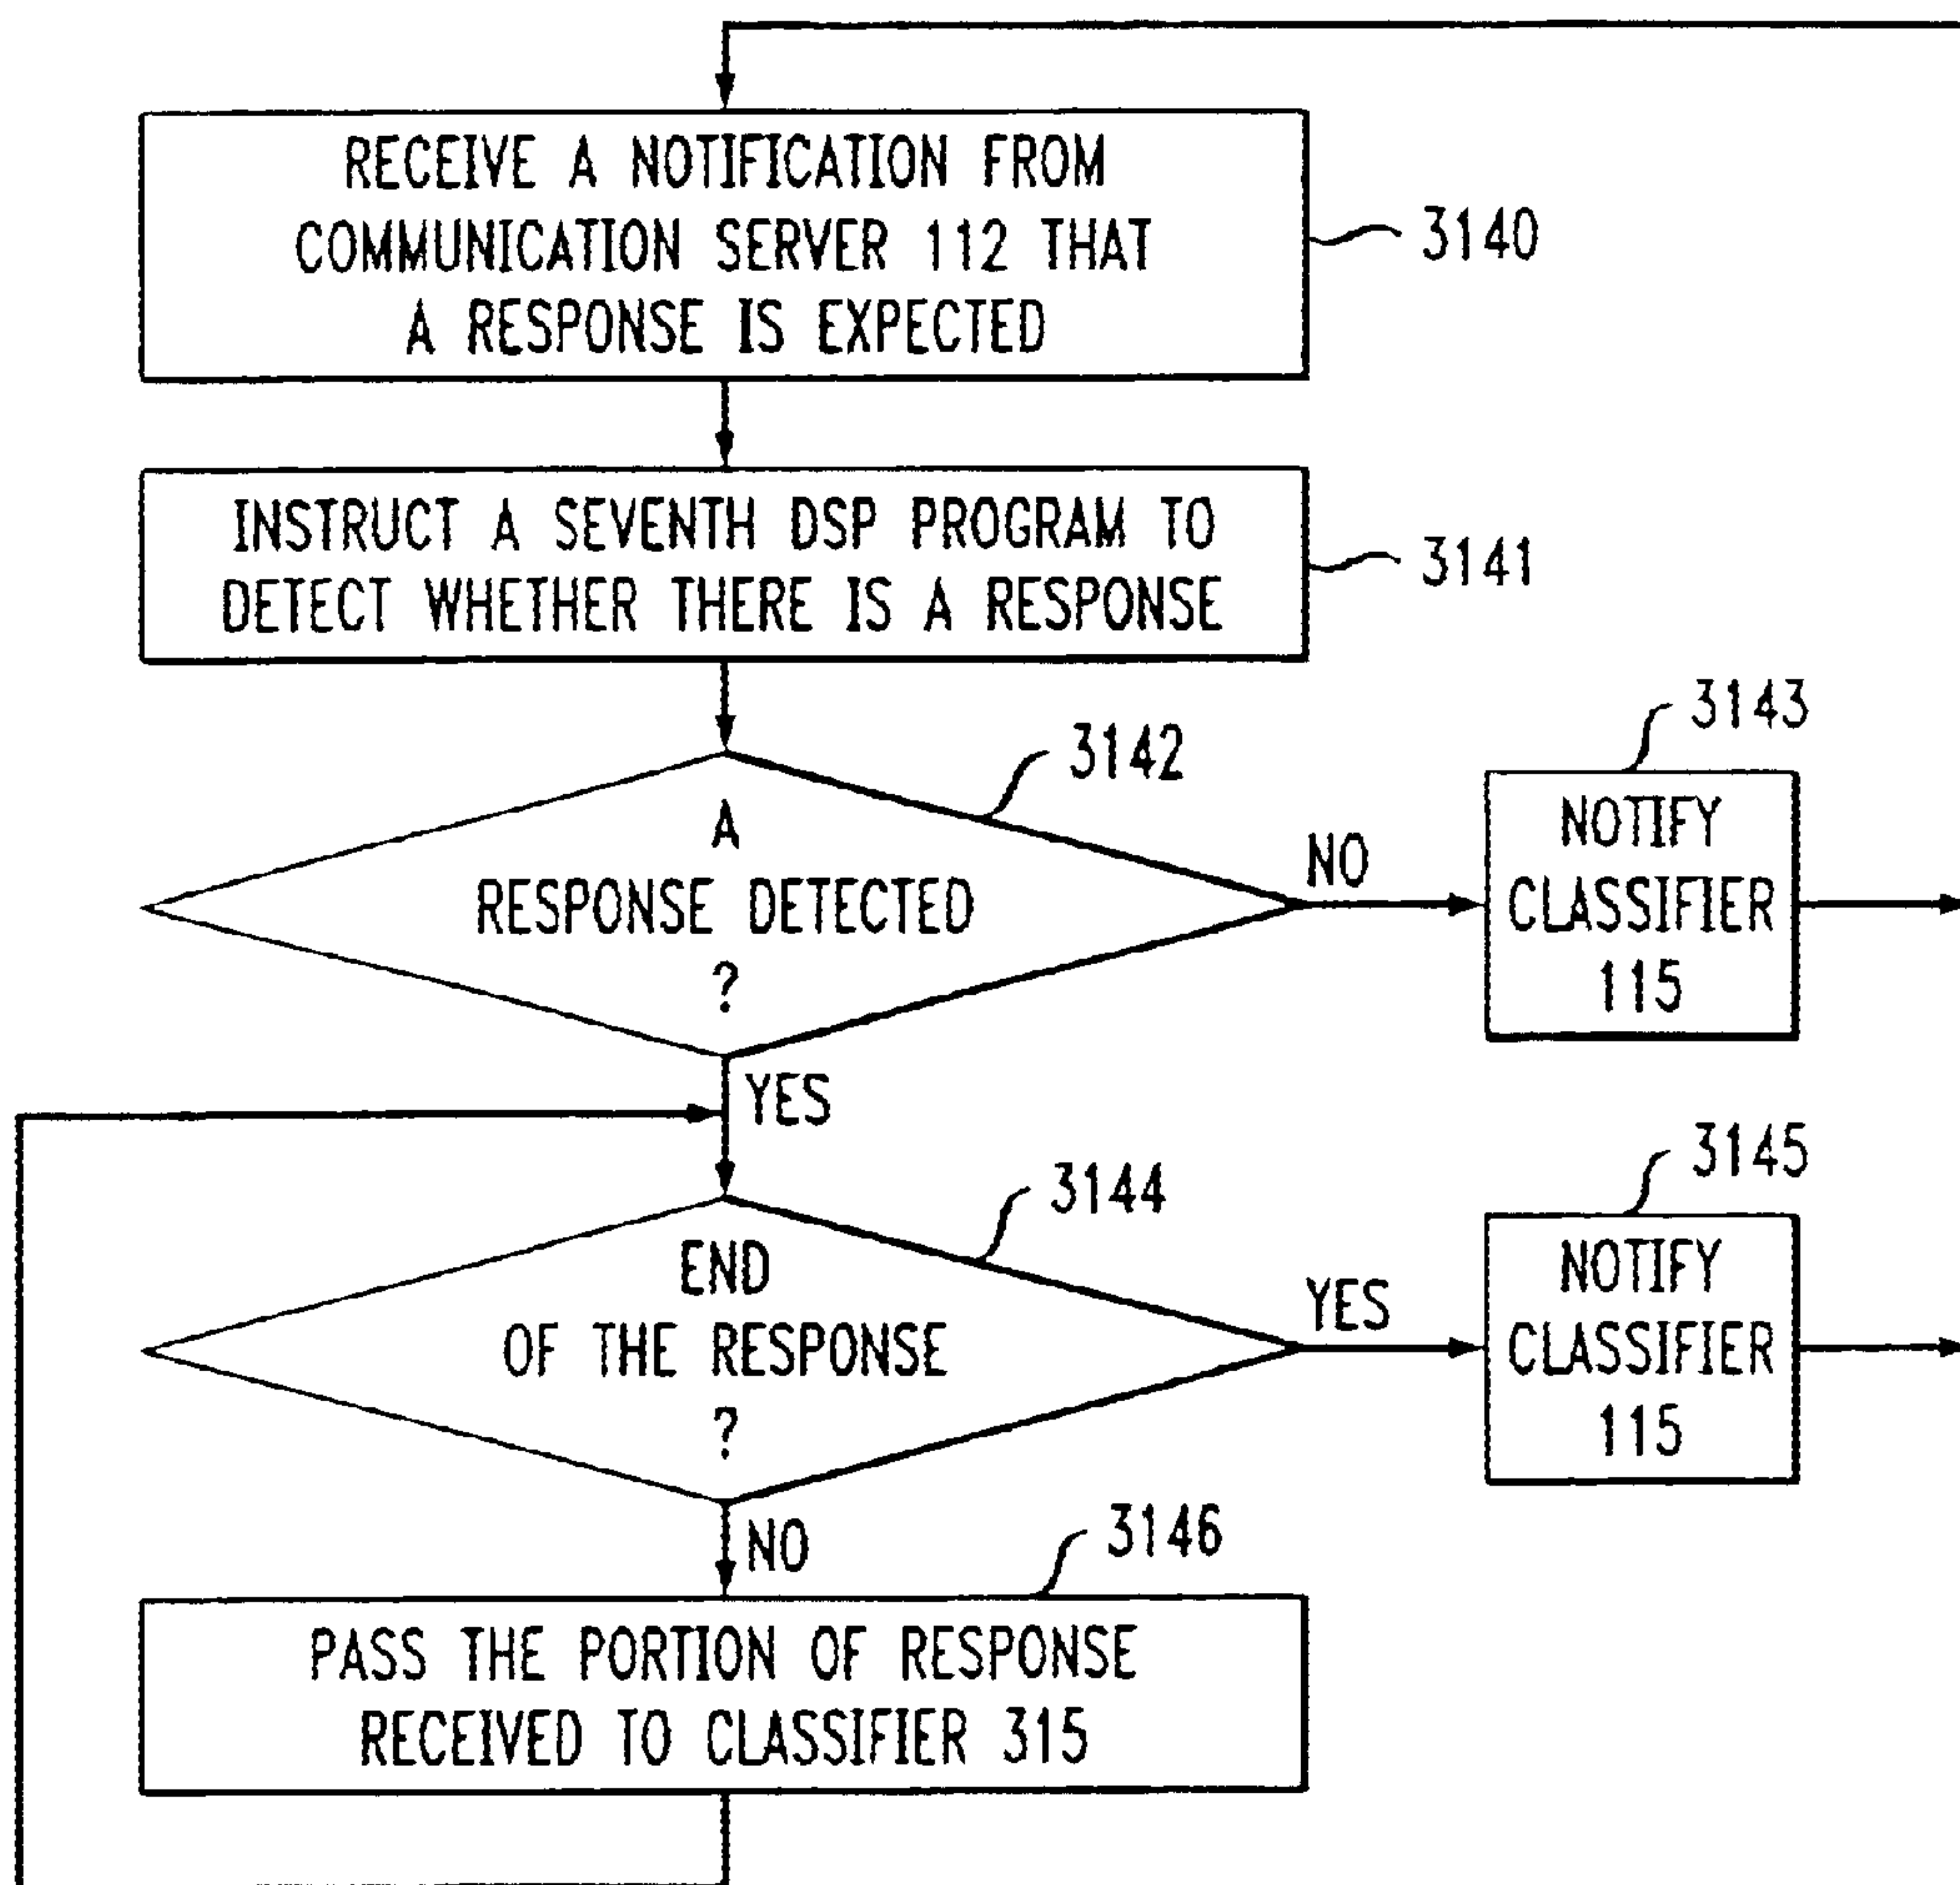 RECEIVE A NOTIFICATION FROM
COMMUNICATION SERVER 112 THAT
A RESPONSE IS EXPECTED
3140
INSTRUCT A SEVENTH DSP PROGRAM TO
DETECT WHETHER THERE IS A RESPONSE
3141
3142
A
RESPONSE DETECTED
?
NO
3143
NOTIFY
CLASSIFIER
115
YES
3144
END
OF THE RESPONSE
?
YES
3145
NOTIFY
CLASSIFIER
115
NO
3146
PASS THE PORTION OF RESPONSE
RECEIVED TO CLASSIFIER 315